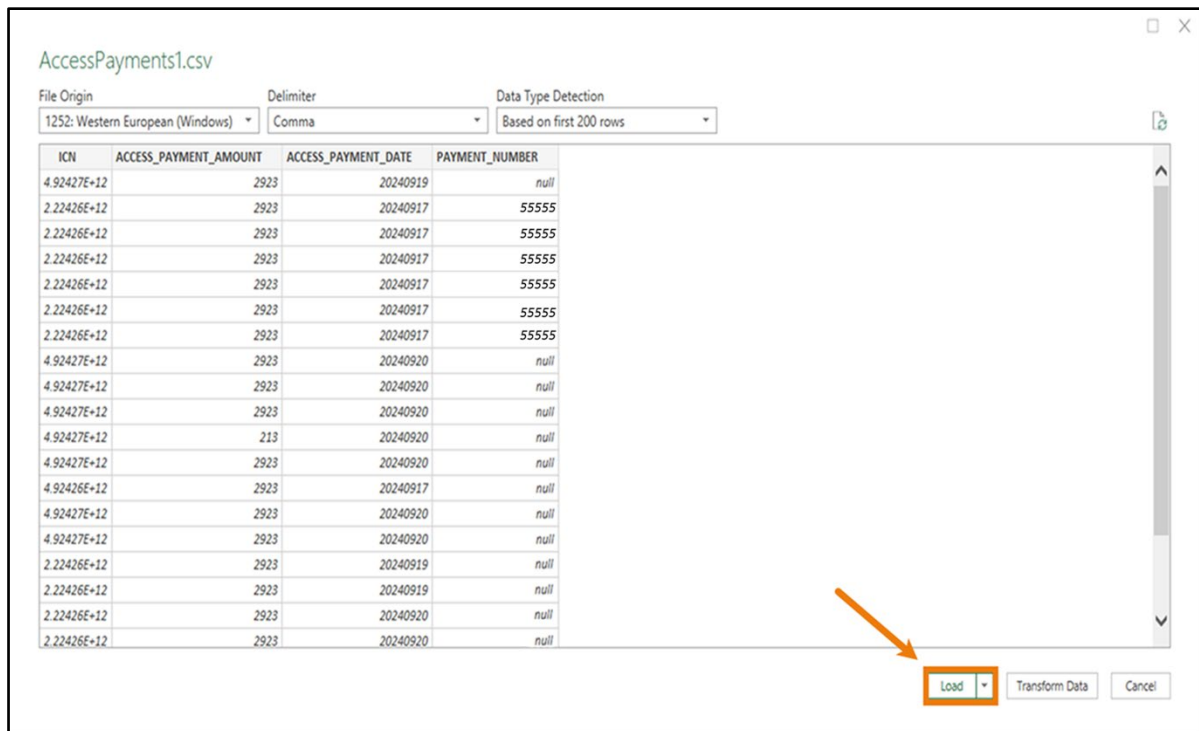 AccessPayments1.csv
File Origin Delimiter Data Type Detection
1252: Western European (Windows) Comma Based on first 200 rows
ICN ACCESS_PAYMENT_AMOUNT ACCESS_PAYMENT_DATE PAYMENT_NUMBER
4.92427E+12 2923 20240919 null
2.22426E+12 2923 20240917 55555
2.22426E+12 2923 20240917 55555
2.22426E+12 2923 20240917 55555
2.22426E+12 2923 20240917 55555
2.22426E+12 2923 20240917 55555
2.22426E+12 2923 20240917 55555
4.92427E+12 2923 20240920 null
4.92427E+12 2923 20240920 null
4.92427E+12 2923 20240920 null
4.92427E+12 213 20240920 null
4.92427E+12 2923 20240920 null
4.92426E+12 2923 20240917 null
4.92427E+12 2923 20240920 null
4.92427E+12 2923 20240920 null
2.22426E+12 2923 20240919 null
2.22426E+12 2923 20240919 null
2.22426E+12 2923 20240920 null
2.22426E+12 2923 20240920 null
Load Transform Data Cancel